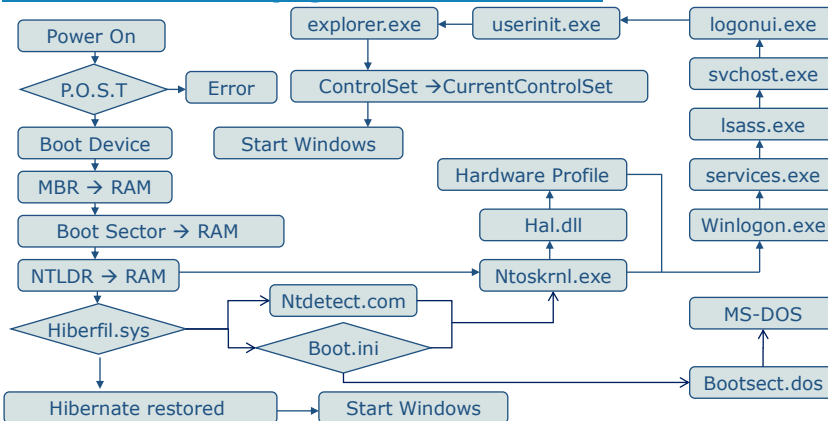 Power On
P.O.S.T
Error
Boot Device
MBR → RAM
Boot Sector → RAM
NTLDR → RAM
Hiberfil.sys
Hibernate restored
Start Windows
Ntdetect.com
Boot.ini
Bootsect.dos
MS-DOS
Ntoskrnl.exe
Hal.dll
Hardware Profile
Winlogon.exe
services.exe
lsass.exe
svchost.exe
logonui.exe
userinit.exe
explorer.exe
ControlSet →CurrentControlSet
Start Windows